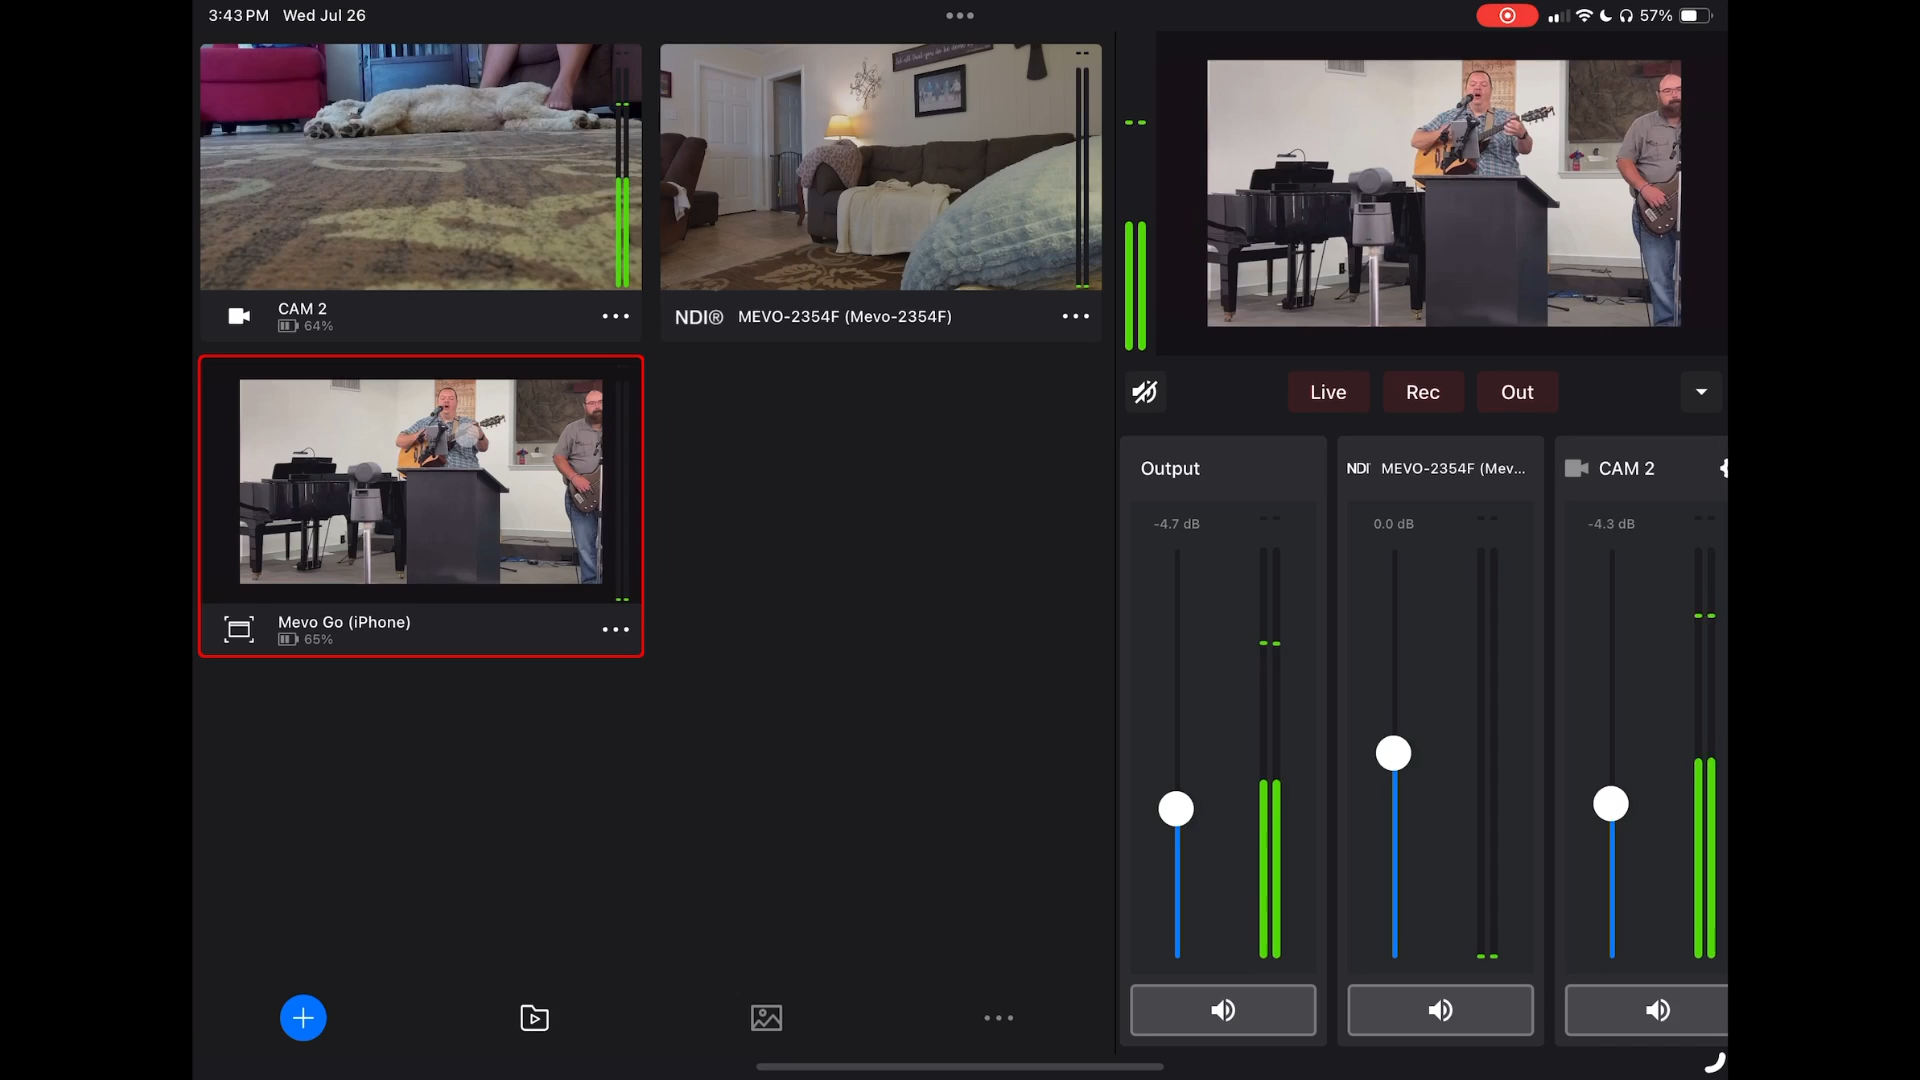 3:43 PM Wed Jul 26
57%
CAM 2
64%
NDI® MEVO-2354F (Mevo-2354F)
Mevo Go (iPhone)
65%
Live Rec Out
Output
NDI MEVO-2354F (Mev...
CAM 2
-4.7 dB
0.0 dB
-4.3 dB